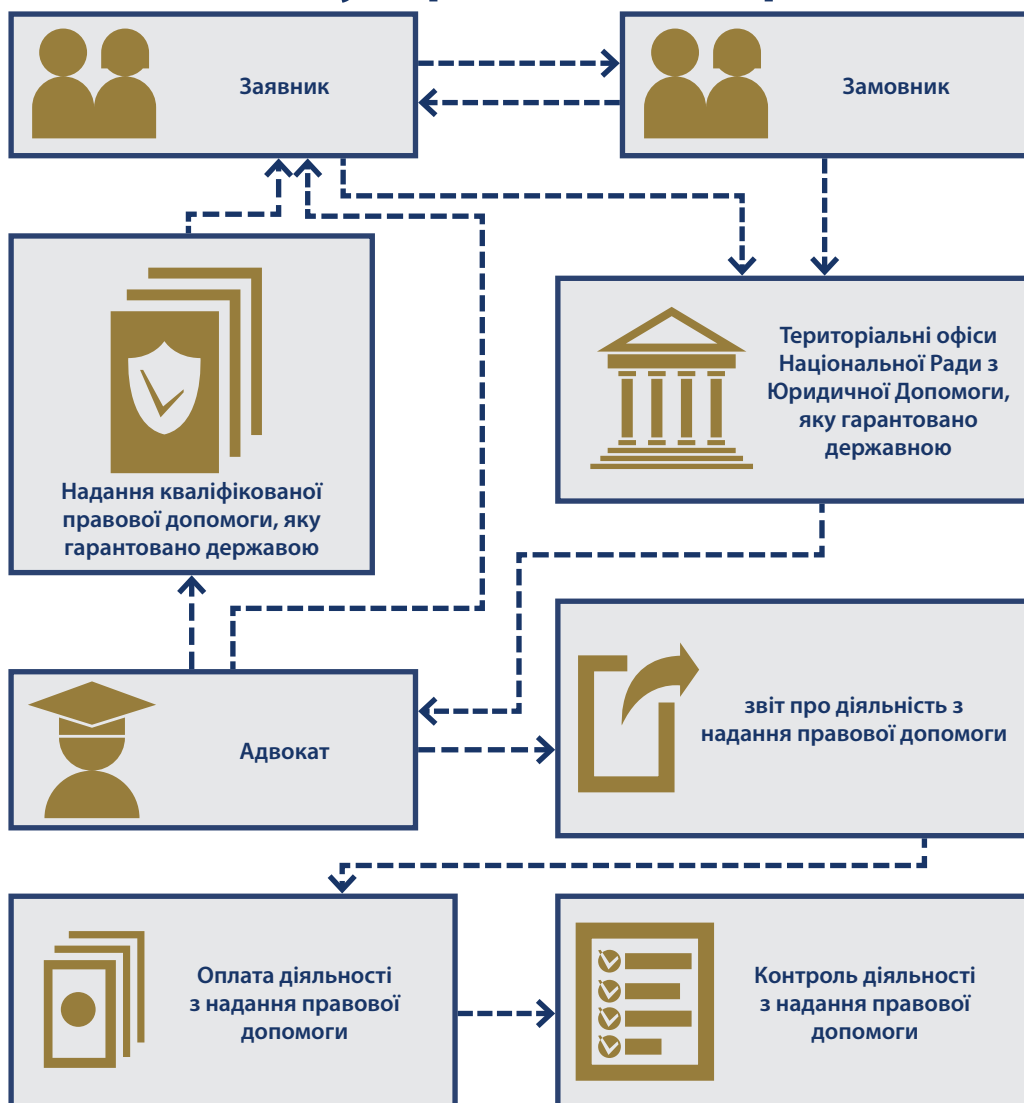 Заявник
Замовник
Надання кваліфікованої
правової допомоги, яку
гарантовано державою
Територіальні офіси
Національної Ради з
Юридичної Допомоги,
яку гарантовано
державною
Адвокат
звіт про діяльність з
надання правової допомоги
Оплата діяльності
з надання правової
допомоги
Контроль діяльності
з надання правової
допомоги